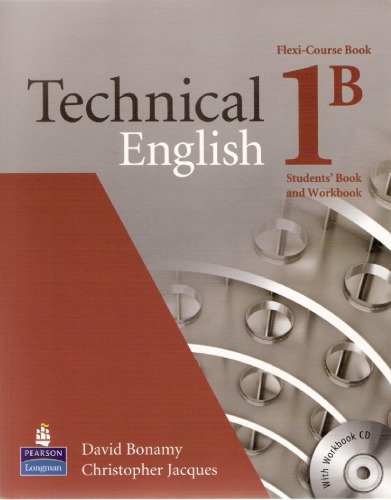 Flexi-Course Book
Technical
English
1B
Students' Book
and Workbook
David Bonamy
Christopher Jacques
PEARSON
Longman
With Workbook CD